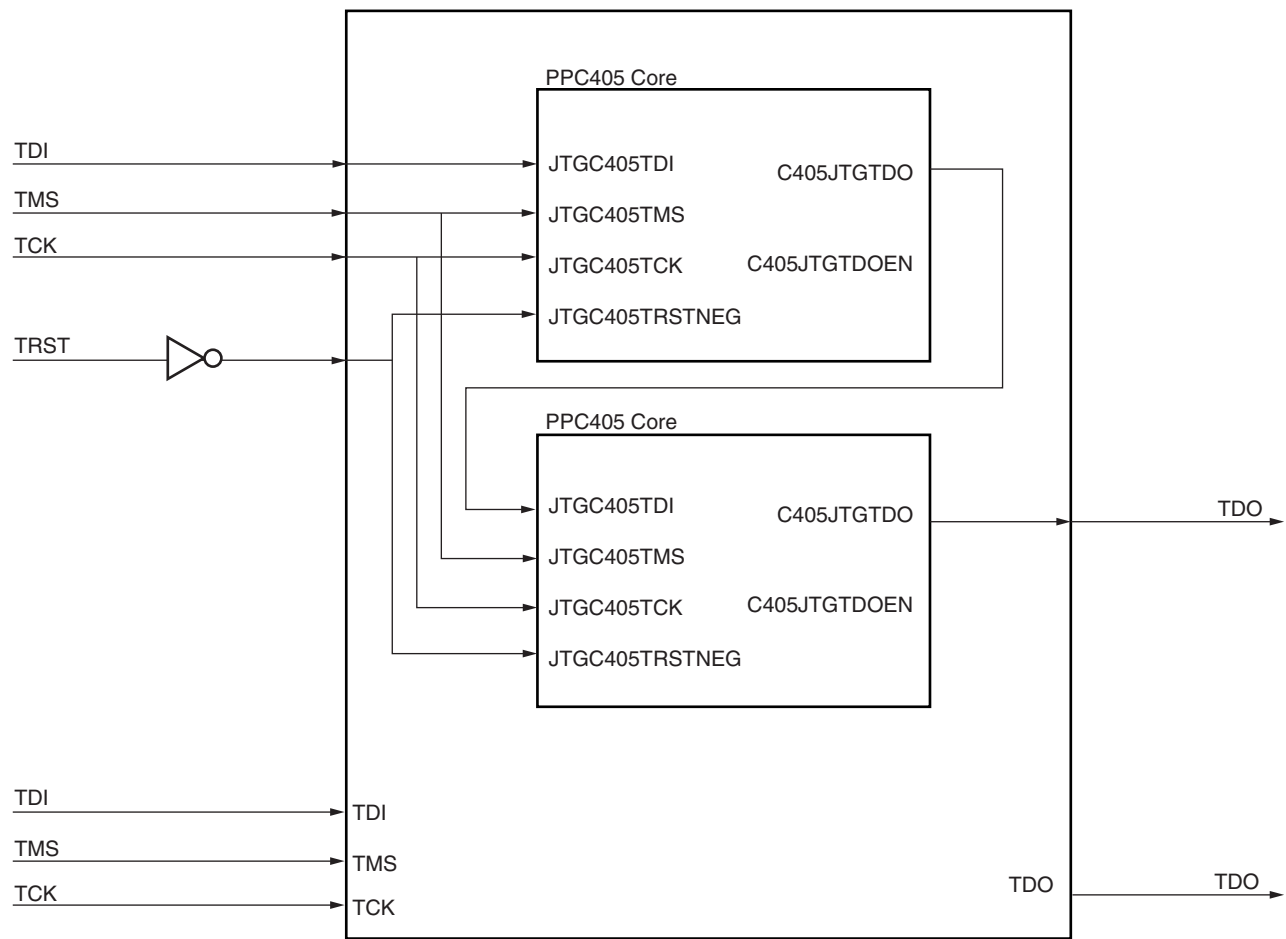 PPC405 Core
TDI
JTGC405TDI
C405JTGTDO
TMS
JTGC405TMS
TCK
JTGC405TCK
C405JTGTDOEN
JTGC405TRSTNEG
TRST
PPC405 Core
JTGC405TDI
C405JTGTDO
TDO
JTGC405TMS
JTGC405TCK
C405JTGTDOEN
JTGC405TRSTNEG
TDI
TDI
TMS
TMS
TCK
TCK
TDO
TDO